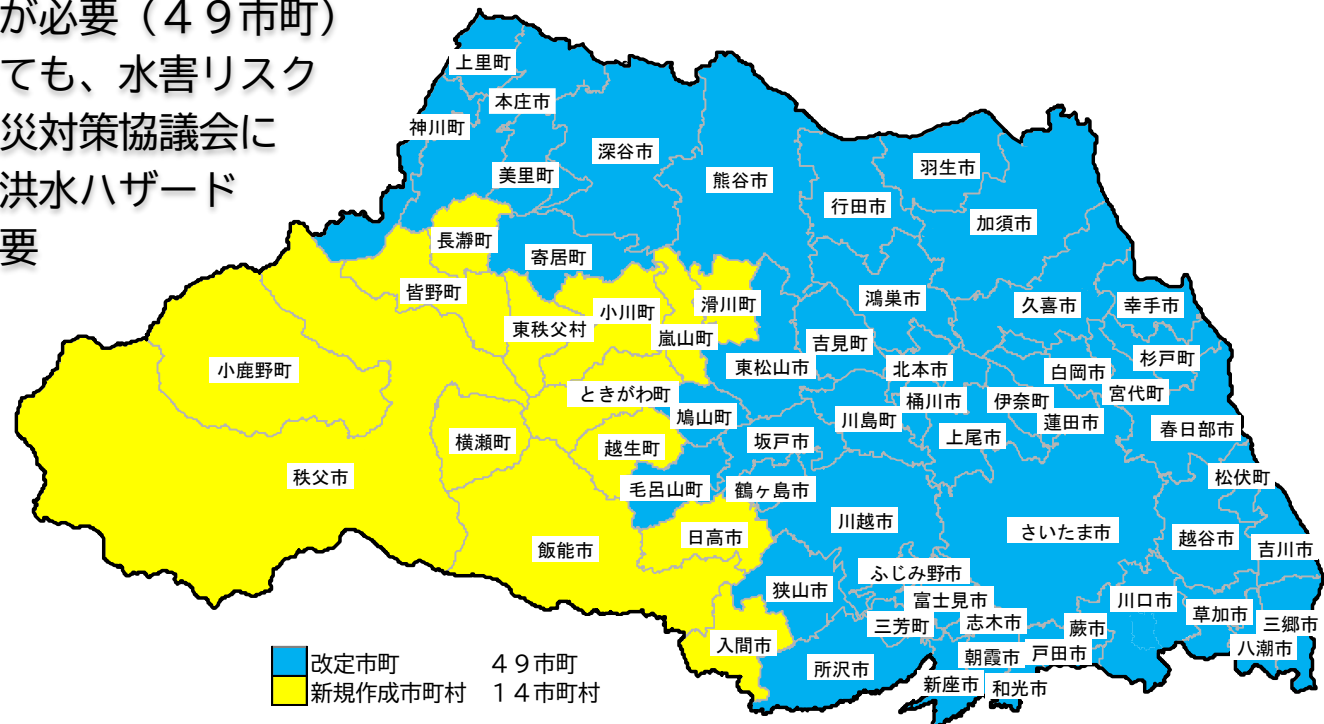 が必要（４９市町）
ても、水害リスク
災対策協議会に
洪水ハザード
要
上里町
本庄市
神川町
深谷市
美里町
熊谷市
羽生市
行田市
加須市
長瀞町
寄居町
皆野町
小川町
滑川町
鴻巣市
久喜市
幸手市
東秩父村
嵐山町
吉見町
小鹿野町
東松山市
北本市
白岡市
杉戸町
ときがわ町
桶川市
伊奈町
宮代町
鳩山町
川島町
蓮田市
横瀬町
越生町
坂戸市
上尾市
春日部市
秩父市
毛呂山町
鶴ヶ島市
松伏町
川越市
さいたま市
飯能市
日高市
越谷市
吉川市
ふじみ野市
狭山市
富士見市
川口市
三芳町
志木市
蕨市
草加市
三郷市
入間市
朝霞市
戸田市
八潮市
所沢市
新座市
和光市
改定市町　４９市町
新規作成市町村　１４市町村